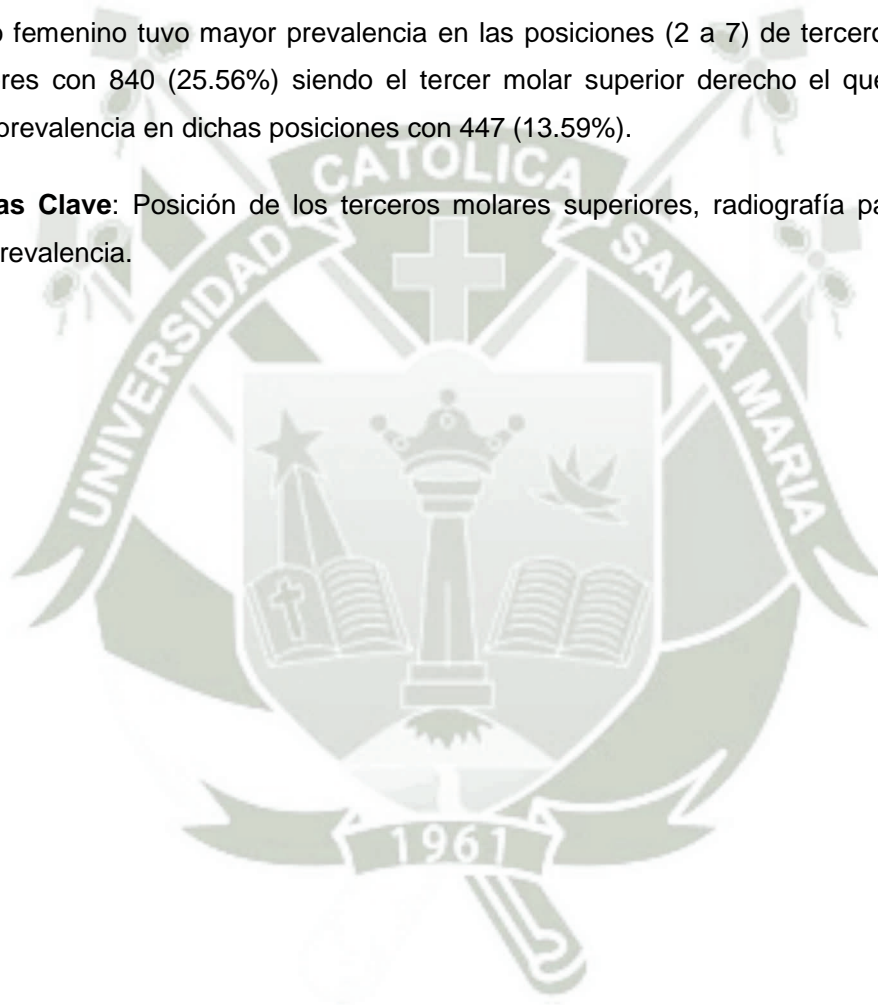 femenino tuvo mayor prevalencia en las posiciones (2 a 7) de tercero
res con 840 (25.56%) siendo el tercer molar superior derecho el que
prevalencia en dichas posiciones con 447 (13.59%).
as Clave: Posición de los terceros molares superiores, radiografía pa
revalencia.
UNIVERSIDAD CATOLICA SANTA MARIA
1961